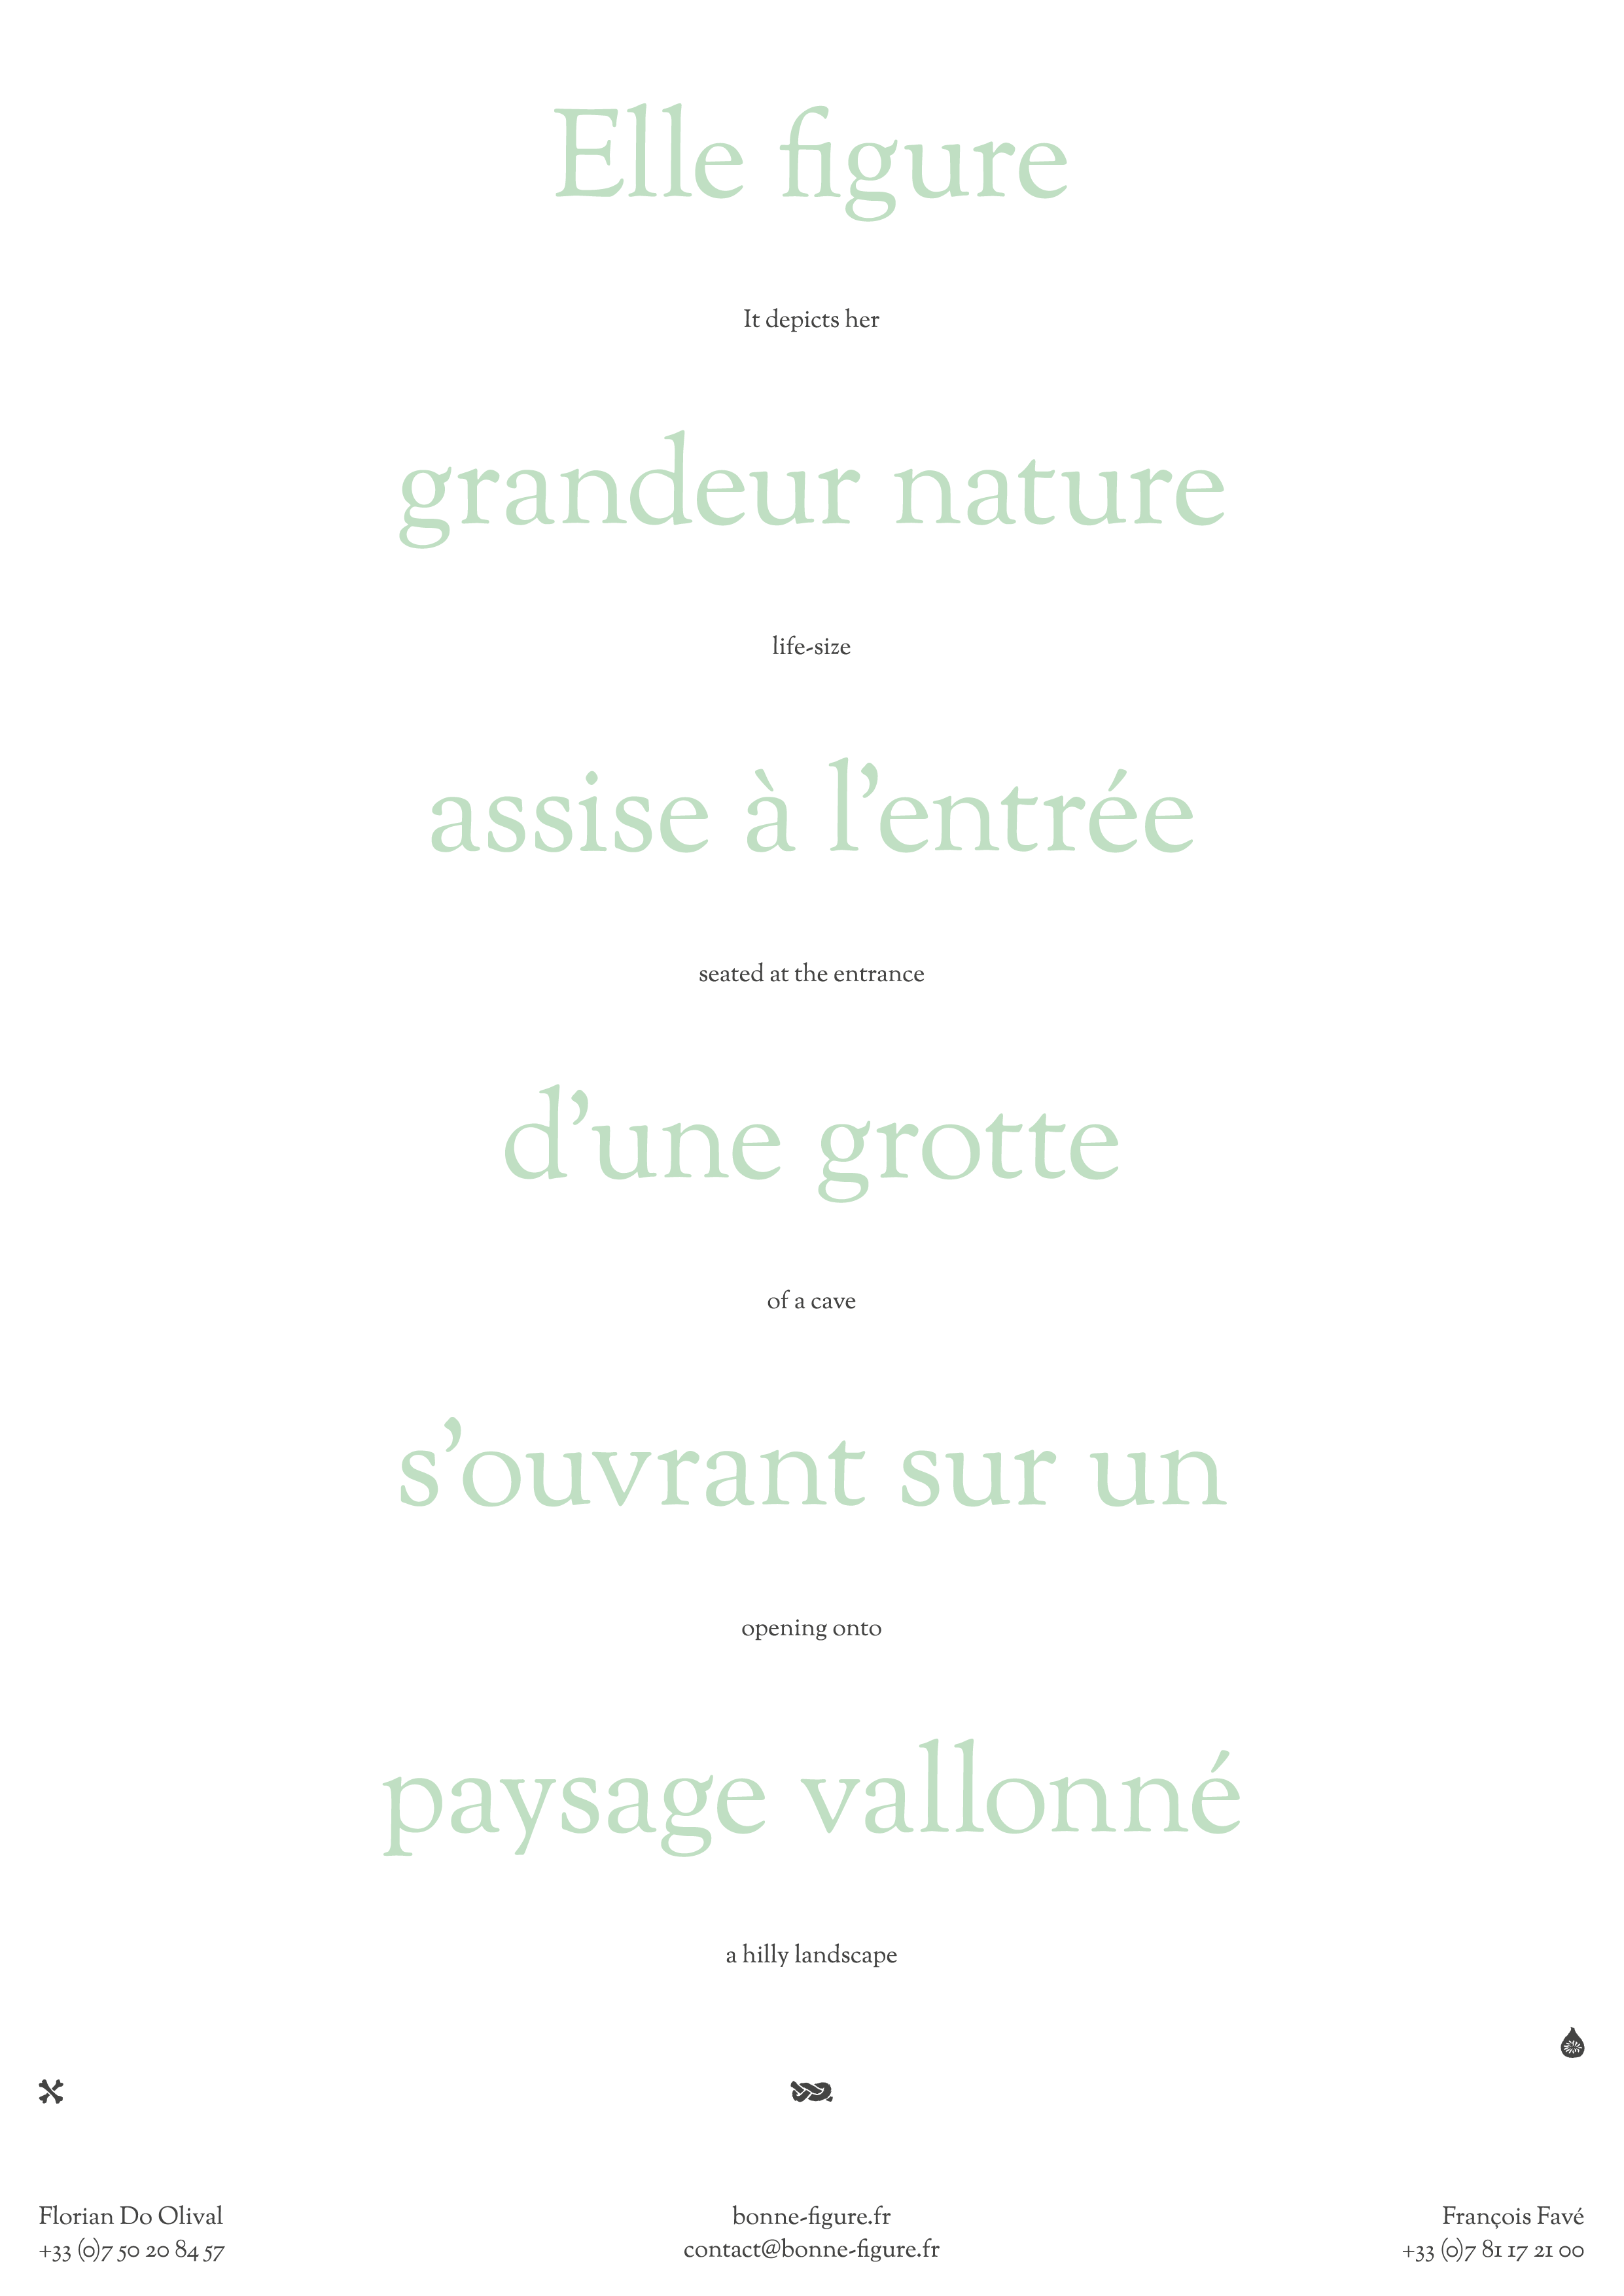 Elle figure
It depicts her
grandeur nature
life-size
assise à l’entrée
seated at the entrance
d’une grotte
of a cave
s’ouvrant sur un
opening onto
paysage vallonné
a hilly landscape
Florian Do Olival
+33 (0)7 50 20 84 57
bonne-figure.fr
contact@bonne-figure.fr
François Favé
+33 (0)7 81 17 21 00